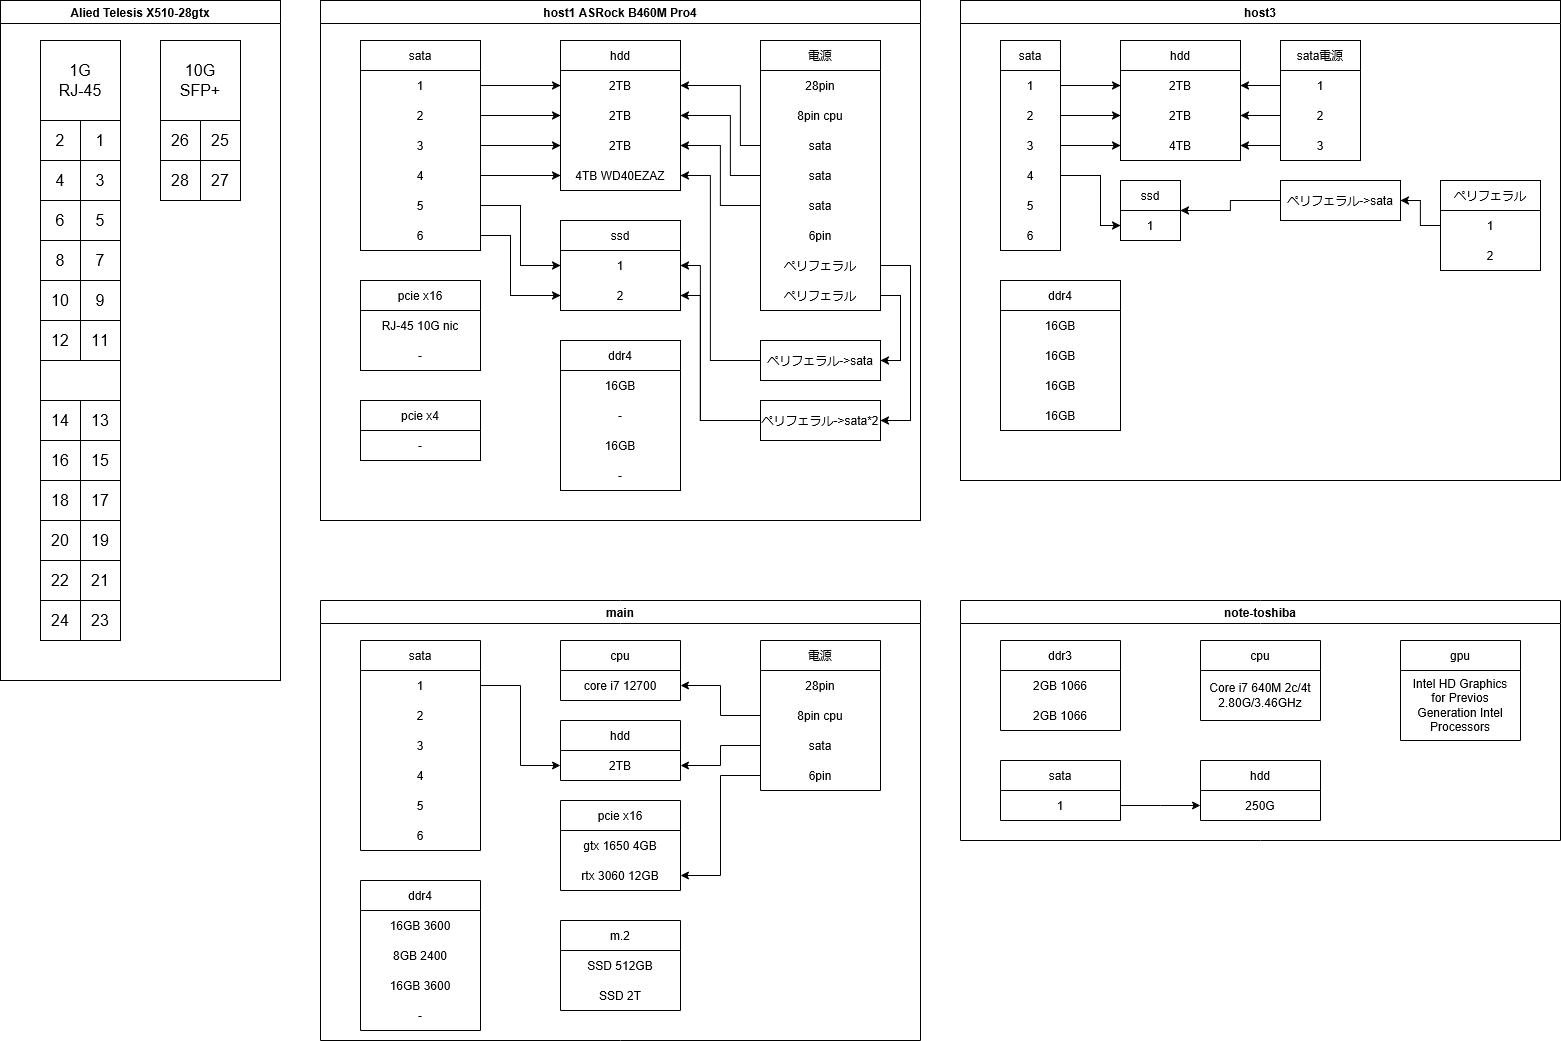 Alied Telesis X510-28gtx
1G
RJ-45
10G
SFP+
2 1
26 25
4 3
28 27
6 5
8 7
10 9
12 11
14 13
16 15
18 17
20 19
22 21
24 23
host1 ASRock B460M Pro4
sata
1
2
3
4
5
6
hdd
2TB
2TB
2TB
4TB WD40EZAZ
電源
28pin
8pin cpu
sata
sata
sata
6pin
ペリフェラル
ペリフェラル
ssd
1
2
pcie x16
RJ-45 10G nic
-
pcie x4
-
ddr4
16GB
-
16GB
-
ペリフェラル->sata
ペリフェラル->sata*2
host3
sata
1
2
3
4
5
6
hdd
2TB
2TB
4TB
sata電源
1
2
3
ssd
1
ペリフェラル->sata
ペリフェラル
1
2
ddr4
16GB
16GB
16GB
16GB
main
sata
1
2
3
4
5
6
cpu
core i7 12700
電源
28pin
8pin cpu
sata
6pin
hdd
2TB
pcie x16
gtx 1650 4GB
rtx 3060 12GB
ddr4
16GB 3600
8GB 2400
16GB 3600
-
m.2
SSD 512GB
SSD 2T
note-toshiba
ddr3
2GB 1066
2GB 1066
cpu
Core i7 640M 2c/4t
2.80G/3.46GHz
gpu
Intel HD Graphics
for Previos
Generation Intel
Processors
sata
1
hdd
250G